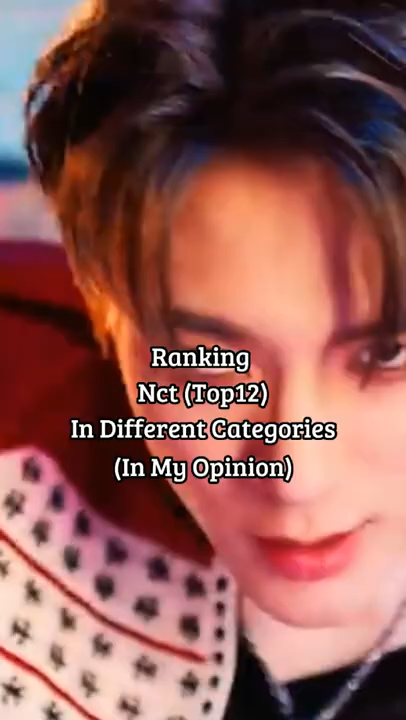 Ranking
Nct (Top12)
In Different Categories
(In My Opinion)